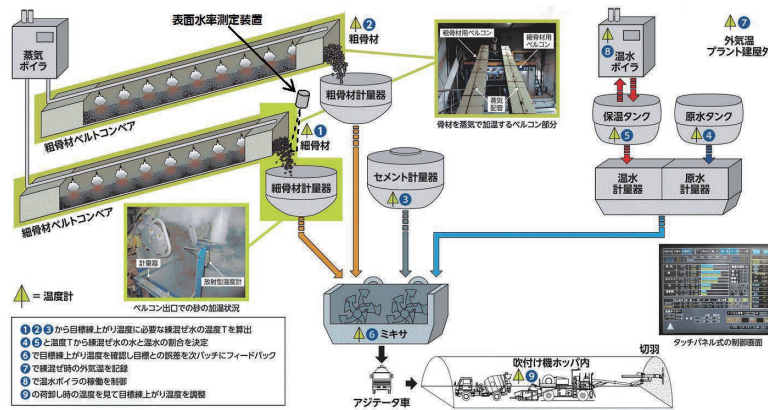 表面水率測定装置
蒸気
ボイラ
粗骨材ベルトコンベア
細骨材ベルトコンベア
2
粗骨材
粗骨材計量器
1
細骨材
細骨材計量器
粗骨材用ベルコン
細骨材用
ベルコン
蒸気
配管
骨材を蒸気で加温するベルコン部分
セメント計量器
3
8
温水
ボイラ
7
外気温
プラント建屋外
保温タンク
5
原水タンク
4
温水
計量器
原水
計量器
計量器
放射型温度計
ベルコン出口での砂の加温状況
=温度計
6 ミキサ
タッチパネル式の制御画面
1 2 3から目標練上がり温度に必要な練混ぜ水の温度Tを算出
4 5と温度Tから練混ぜ水の水と温水の割合を決定
6で目標練上がり温度を確認し目標との誤差を次バッチにフィードバック
7で練混ぜ時の外気温を記録
8で温水ボイラの稼働を制御
9の荷卸し時の温度を見て目標練上がり温度を調整
アジテータ車
吹付け機ホッパ内
9
切羽